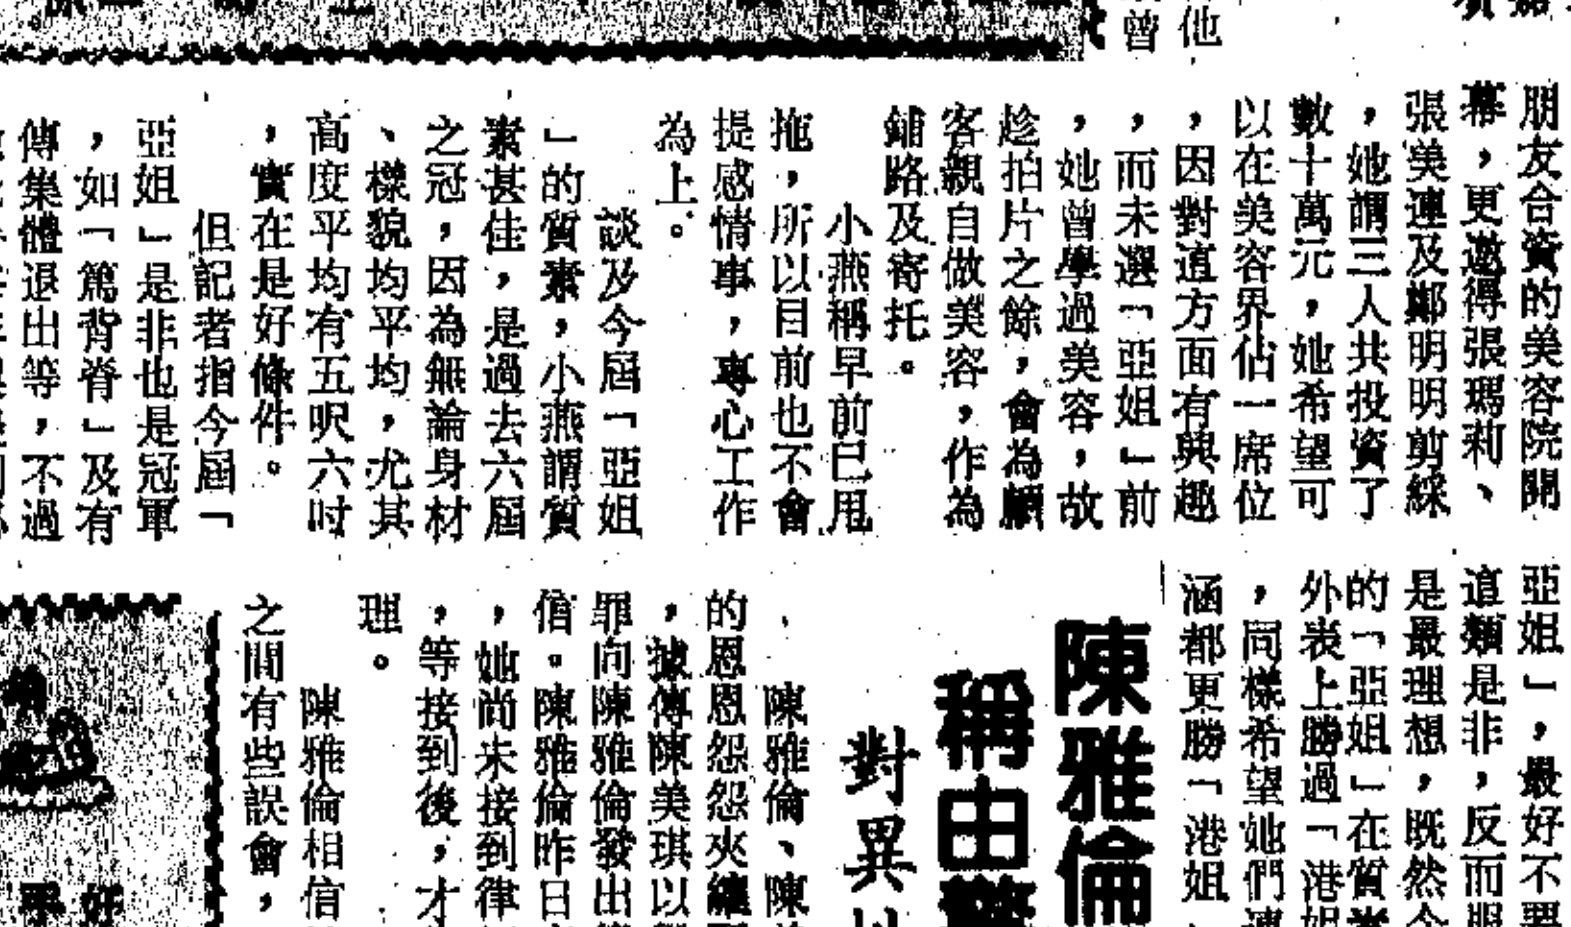 他
曾
朋友合資的美容院開
幕，更邀得張瑪莉、
張美蓮及鄭明明剪綵
，她謂三人共投資了
數十萬元，她希望可
以在美容界佔一席位
，因對這方面有興趣
，而未選「亞姐」前
，她曾學過美容，故
趁拍片之餘，會為顧
客親自做美容，作為
鋪路及寄托。
小燕稱早前已甩
拖，所以目前也不會
提感情事，專心工作
為上。
談及今屆「亞姐
」的質素，小燕謂質
素甚佳，是過去六屆
之冠，因為無論身材
、樣貌均平均，尤其
高度平均有五呎六吋
，實在是好條件。
但記者指今屆「
亞姐」是非也是冠軍
，如「篤背脊」及有
傳集體退出等，不過
亞姐」，最好不要
這類是非，反而
是最理想，既然今
的「亞姐」在質素
外表上勝過「港姐
，同樣希望她們
涵都更勝「港姐
陳雅倫
稱由
對異
陳雅倫、陳
的恩恩怨怨夾纏
，據傳陳美琪以
罪向陳雅倫發出
信。陳雅倫昨日
，她尚未接到律
，等接到後，才
理。
陳雅倫相信
之間有些誤會，
好
手